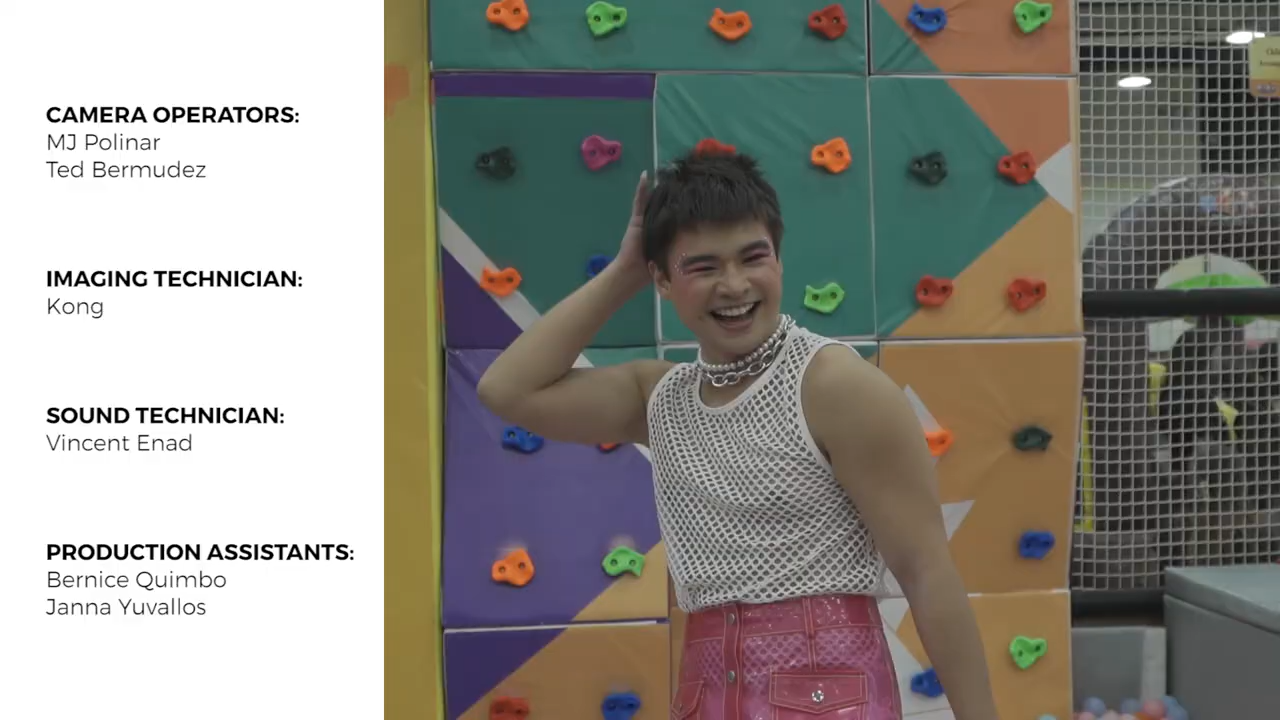 CAMERA OPERATORS:
MJ Polinar
Ted Bermudez
IMAGING TECHNICIAN:
Kong
SOUND TECHNICIAN:
Vincent Enad
PRODUCTION ASSISTANTS:
Bernice Quimbo
Janna Yuvallos